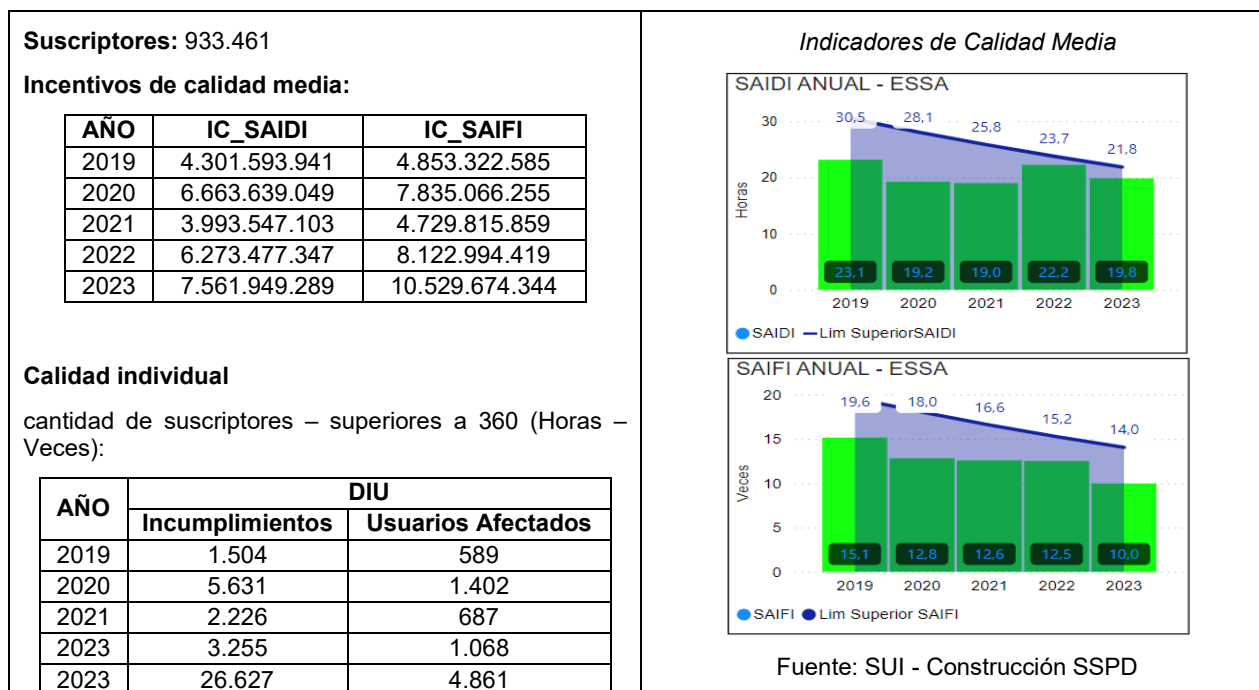 Suscriptores: 933.461
Incentivos de calidad media:
AÑO IC_SAIDI IC_SAIFI
2019 4.301.593.941 4.853.322.585
2020 6.663.639.049 7.835.066.255
2021 3.993.547.103 4.729.815.859
2022 6.273.477.347 8.122.994.419
2023 7.561.949.289 10.529.674.344
Calidad individual
cantidad de suscriptores – superiores a 360 (Horas –
Veces):
AÑO DIU
Incumplimientos Usuarios Afectados
2019 1.504 589
2020 5.631 1.402
2021 2.226 687
2023 3.255 1.068
2023 26.627 4.861
Indicadores de Calidad Media
SAIDI ANUAL - ESSA
30 20 10 0
Horas
30,5 28,1 25,8 23,7 21,8
23,1 19,2 19,0 22,2 19,8
2019 2020 2021 2022 2023
SAIDI Lim SuperiorSAIDI
SAIFI ANUAL - ESSA
20 15 10 5 0
Veces
19,6 18,0 16,6 15,2 14,0
15,1 12,8 12,6 12,5 10,0
2019 2020 2021 2022 2023
SAIFI Lim Superior SAIFI
Fuente: SUI - Construcción SSPD